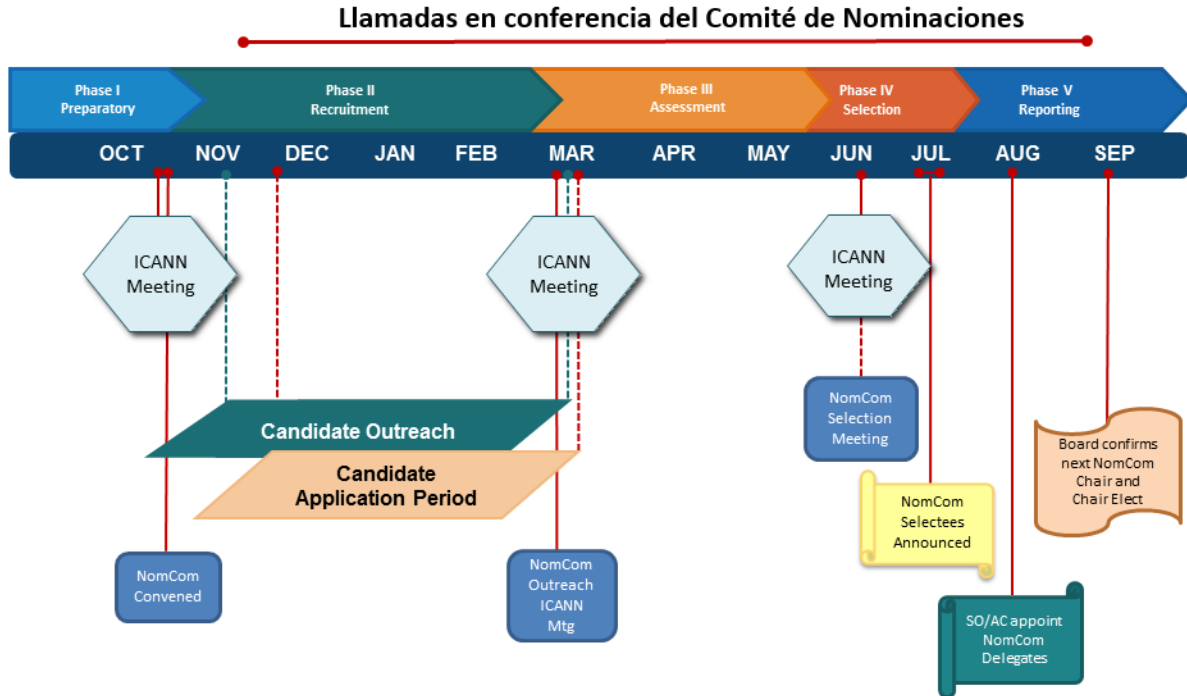 Llamadas en conferencia del Comité de Nominaciones
Phase I
Preparatory
Phase II
Recruitment
Phase III
Assessment
Phase IV
Selection
Phase V
Reporting
OCT NOV DEC JAN FEB MAR APR MAY JUN JUL AUG SEP
ICANN
Meeting
ICANN
Meeting
ICANN
Meeting
Candidate Outreach
Candidate
Application Period
NomCom
Convened
NomCom
Outreach
ICANN
Mtg
NomCom
Selection
Meeting
NomCom
Selectees
Announced
SO/AC appoint
NomCom
Delegates
Board confirms
next NomCom
Chair and
Chair Elect